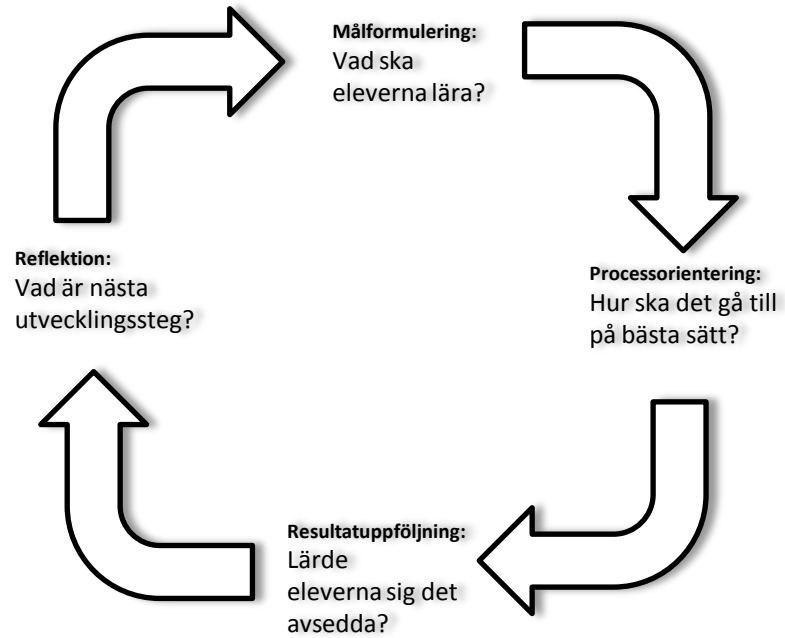 Målformulering:
Vad ska
eleverna lära?
Processorientering:
Hur ska det gå till
på bästa sätt?
Resultatuppföljning:
Lärde
eleverna sig det
avsedda?
Reflektion:
Vad är nästa
utvecklingssteg?